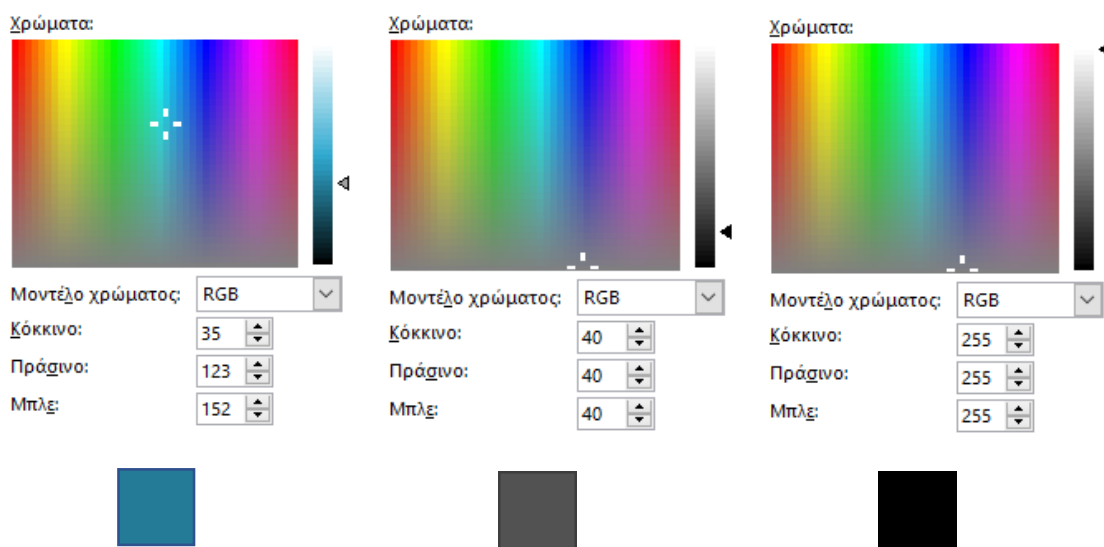 Χρώματα:
Μοντέλο χρώματος: RGB
Κόκκινο: 35
Πράσινο: 123
Μπλε: 152
Χρώματα:
Μοντέλο χρώματος: RGB
Κόκκινο: 40
Πράσινο: 40
Μπλε: 40
Χρώματα:
Μοντέλο χρώματος: RGB
Κόκκινο: 255
Πράσινο: 255
Μπλε: 255